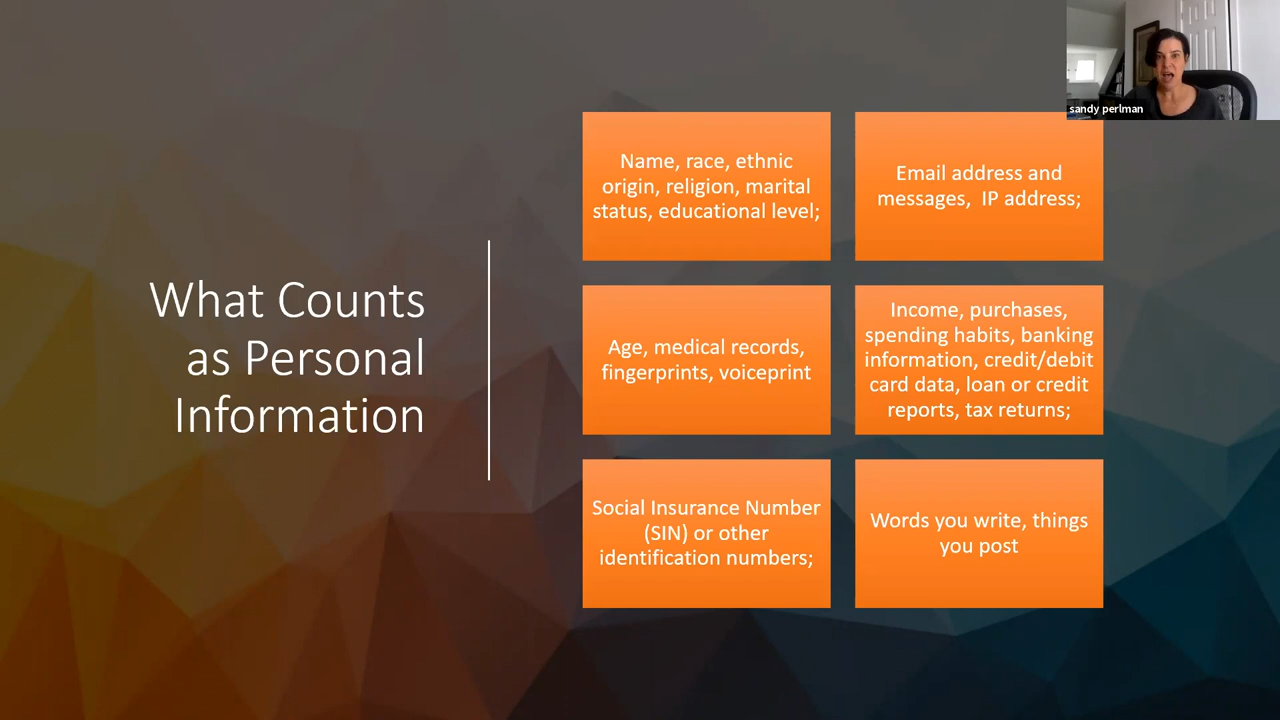 What Counts
as Personal
Information
Name, race, ethnic
origin, religion, marital
status, educational level;
Email address and
messages,  IP address;
Age, medical records,
fingerprints, voiceprint
Income, purchases,
spending habits, banking
information, credit/debit
card data, loan or credit
reports, tax returns;
Social Insurance Number
(SIN) or other
identification numbers;
Words you write, things
you post
sandy perlman